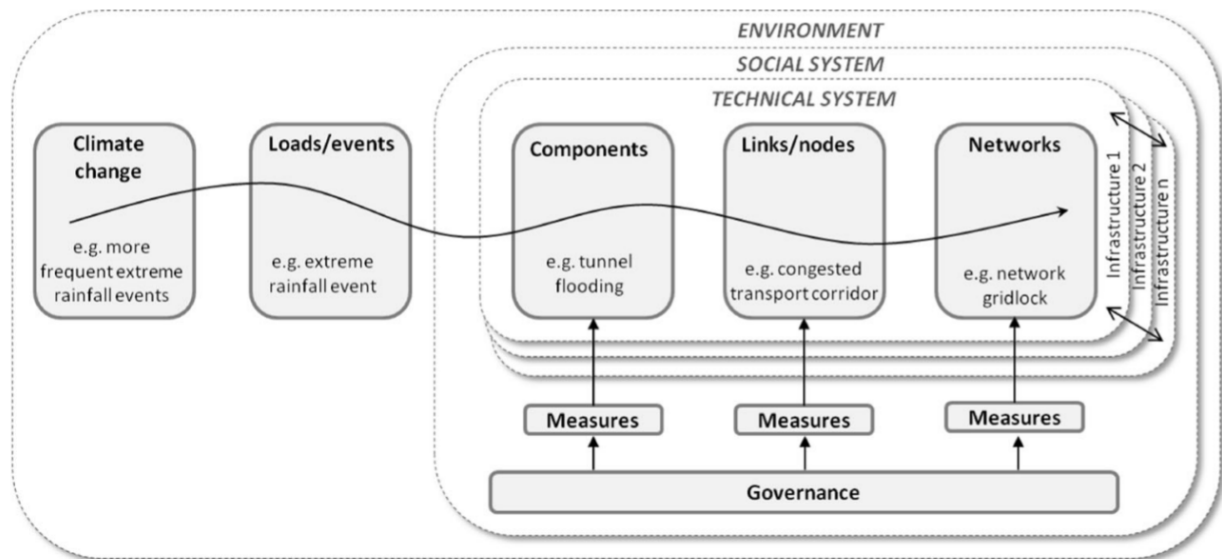 ENVIRONMENT
SOCIAL SYSTEM
TECHNICAL SYSTEM
Climate
change
e.g. more
frequent extreme
rainfall events
Loads/events
e.g. extreme
rainfall event
Components
e.g. tunnel
flooding
Links/nodes
e.g. congested
transport corridor
Networks
e.g. network
gridlock
Infrastructure 1
Infrastructure 2
Infrastructure n
Measures
Measures
Measures
Governance